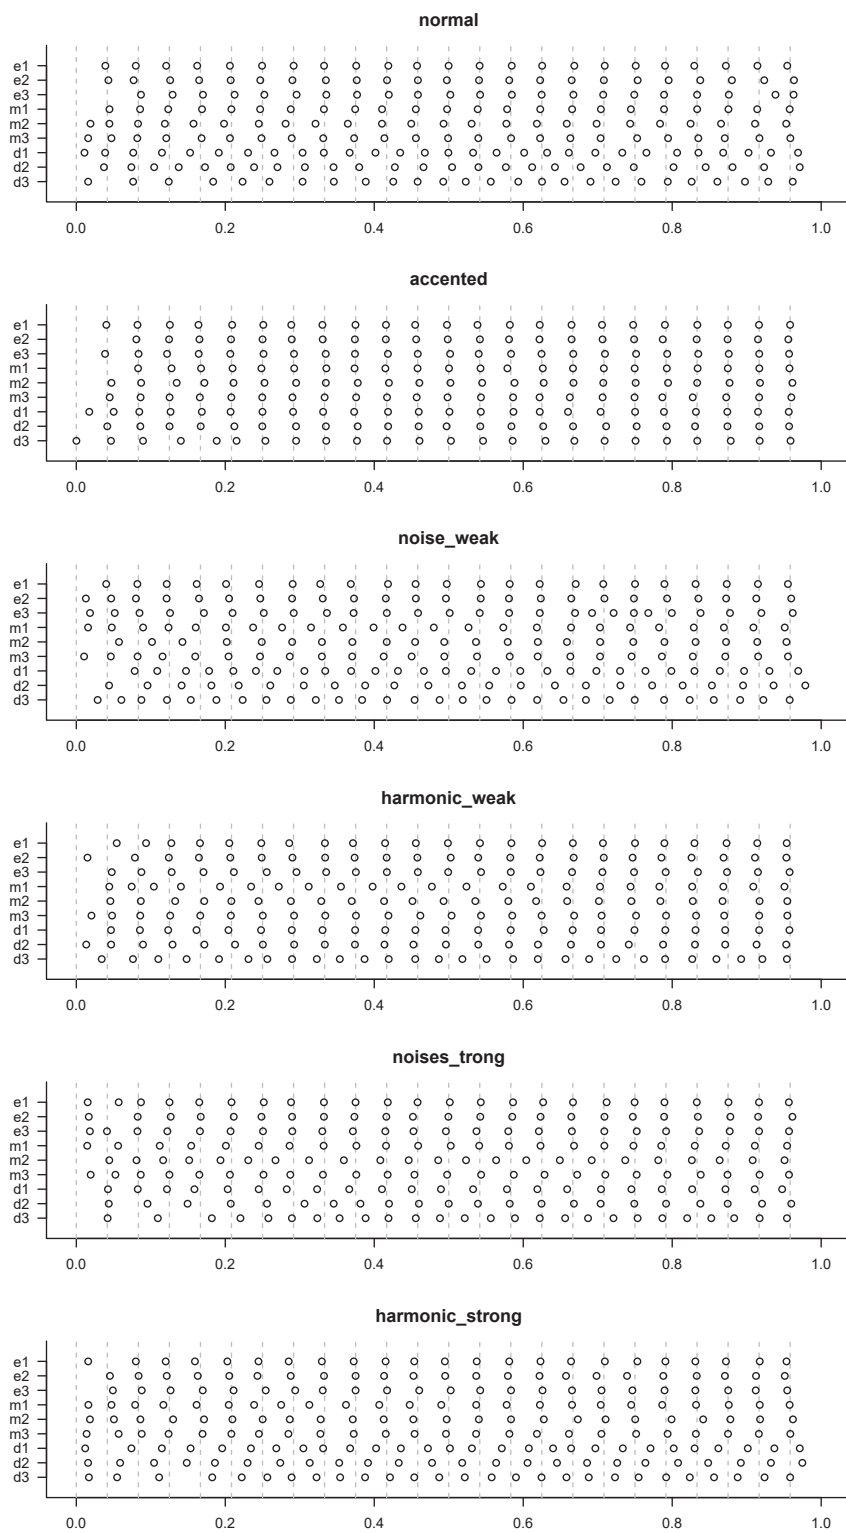 normal
e1
e2
e3
m1
m2
m3
d1
d2
d3
0.0 0.2 0.4 0.6 0.8 1.0
accented
e1
e2
e3
m1
m2
m3
d1
d2
d3
0.0 0.2 0.4 0.6 0.8 1.0
noise_weak
e1
e2
e3
m1
m2
m3
d1
d2
d3
0.0 0.2 0.4 0.6 0.8 1.0
harmonic_weak
e1
e2
e3
m1
m2
m3
d1
d2
d3
0.0 0.2 0.4 0.6 0.8 1.0
noises_trong
e1
e2
e3
m1
m2
m3
d1
d2
d3
0.0 0.2 0.4 0.6 0.8 1.0
harmonic_strong
e1
e2
e3
m1
m2
m3
d1
d2
d3
0.0 0.2 0.4 0.6 0.8 1.0